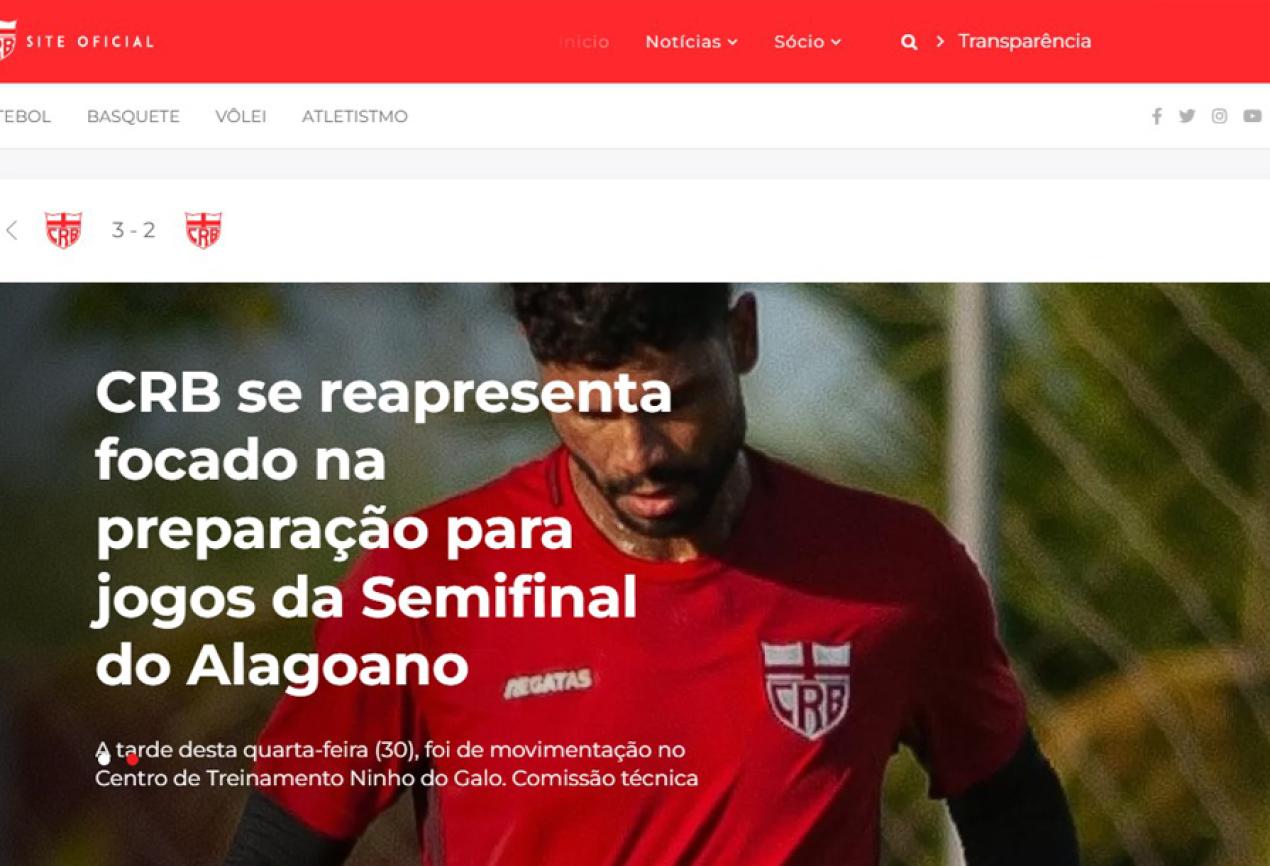 SITE OFICIAL
Início
Notícias
Sócio
Transparência
TEBOL
BASQUETE
VÔLEI
ATLETISTMO
CRB
3 - 2
CRB
CRB se reapresenta
focado na
preparação para
jogos da Semifinal
do Alagoano
REGATAS
CRB
A tarde desta quarta-feira (30), foi de movimentação no
Centro de Treinamento Ninho do Galo. Comissão técnica